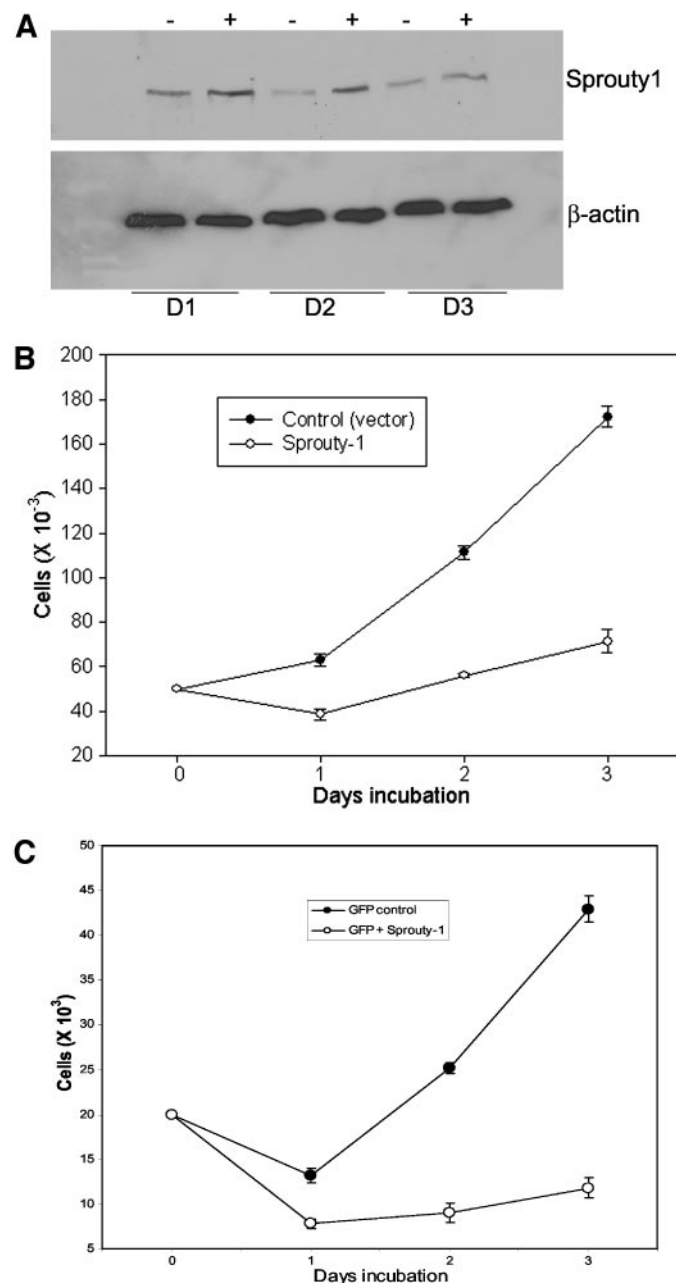 A
- + - + - +
Sprouty1
β-actin
D1 D2 D3
B
200
180
160
140
120
100
80
60
40
20
Cells (X 10-3)
Control (vector)
Sprouty-1
0 1 2 3
Days incubation
C
50
45
40
35
30
25
20
15
10
5
Cells (X 10³)
GFP control
GFP + Sprouty-1
0 1 2 3
Days incubation